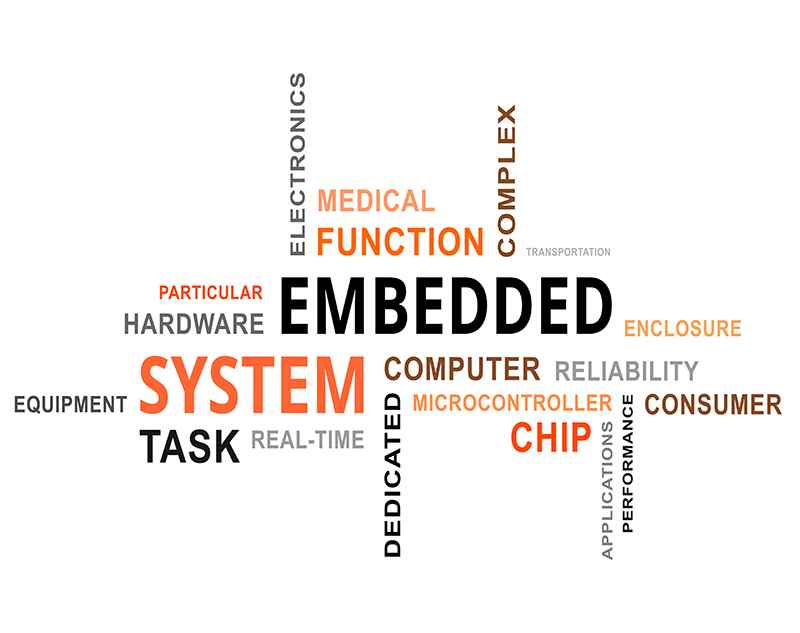 ELECTRONICS
COMPLEX
MEDICAL
FUNCTION
TRANSPORTATION
PARTICULAR
EMBEDDED
HARDWARE
ENCLOSURE
SYSTEM
COMPUTER
RELIABILITY
EQUIPMENT
DEDICATED
MICROCONTROLLER
CONSUMER
TASK
REAL-TIME
CHIP
APPLICATIONS
PERFORMANCE